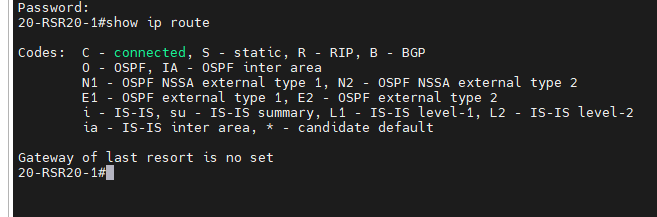 Password:
20-RSR20-1#show ip route
Codes:  C - connected, S - static, R - RIP, B - BGP
        O - OSPF, IA - OSPF inter area
        N1 - OSPF NSSA external type 1, N2 - OSPF NSSA external type 2
        E1 - OSPF external type 1, E2 - OSPF external type 2
        i - IS-IS, su - IS-IS summary, L1 - IS-IS level-1, L2 - IS-IS level-2
        ia - IS-IS inter area, * - candidate default
Gateway of last resort is no set
20-RSR20-1#